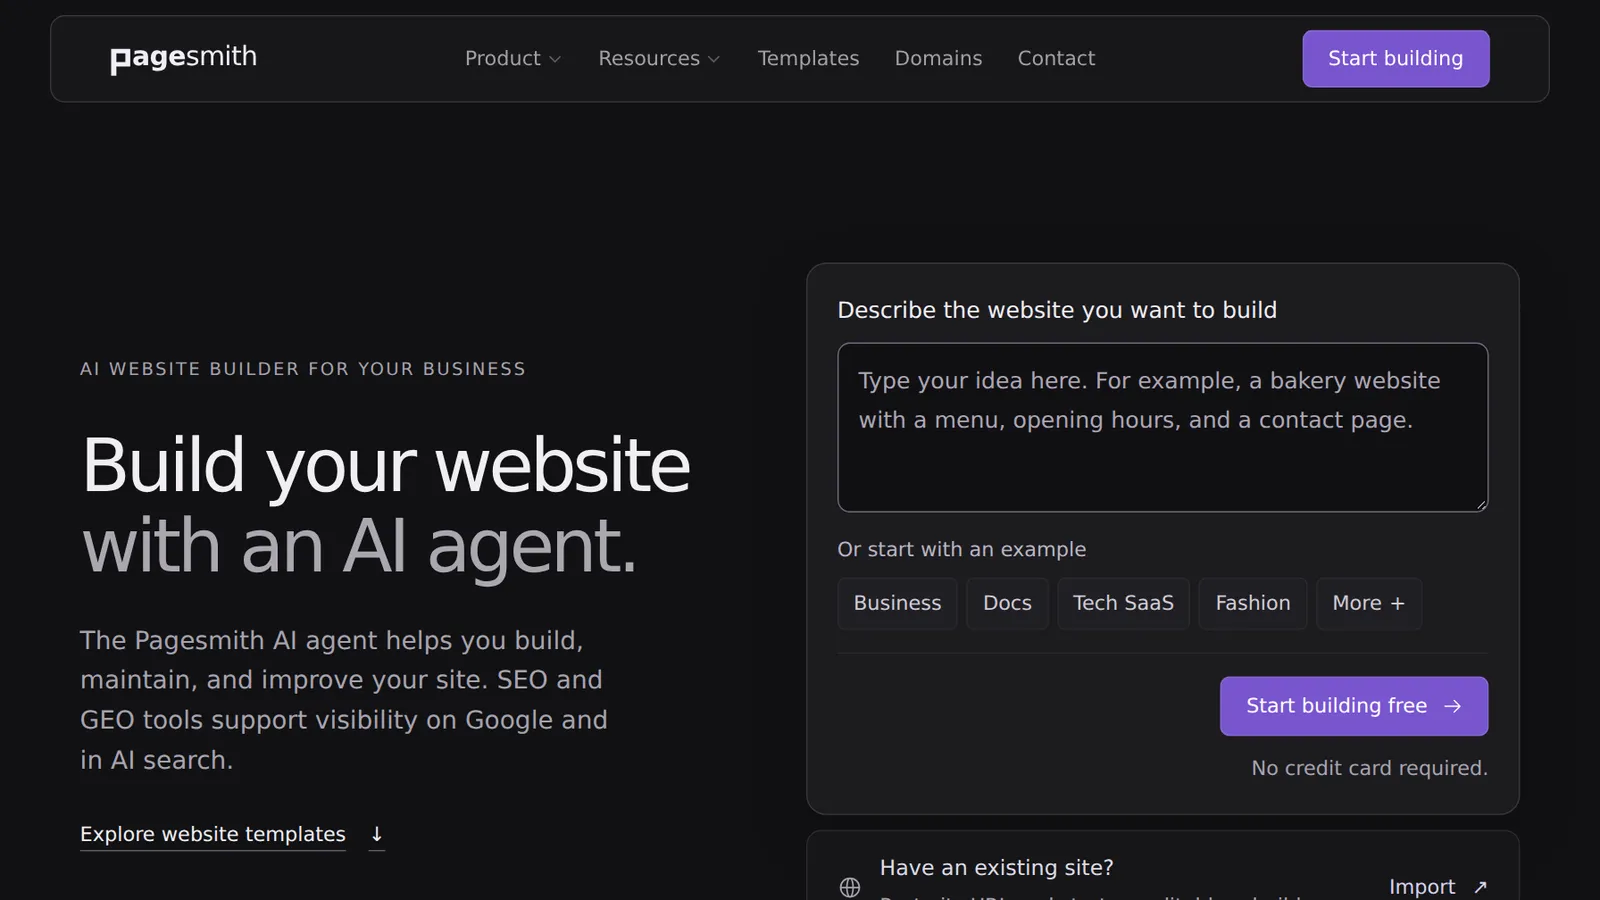 pagesmith
Product
Resources
Templates
Domains
Contact
Start building
AI WEBSITE BUILDER FOR YOUR BUSINESS
Build your website
with an AI agent.
The Pagesmith AI agent helps you build,
maintain, and improve your site. SEO and
GEO tools support visibility on Google and
in AI search.
Explore website templates ↓
Describe the website you want to build
Type your idea here. For example, a bakery website
with a menu, opening hours, and a contact page.
Or start with an example
Business
Docs
Tech SaaS
Fashion
More +
Start building free →
No credit card required.
Have an existing site?
Import ↗